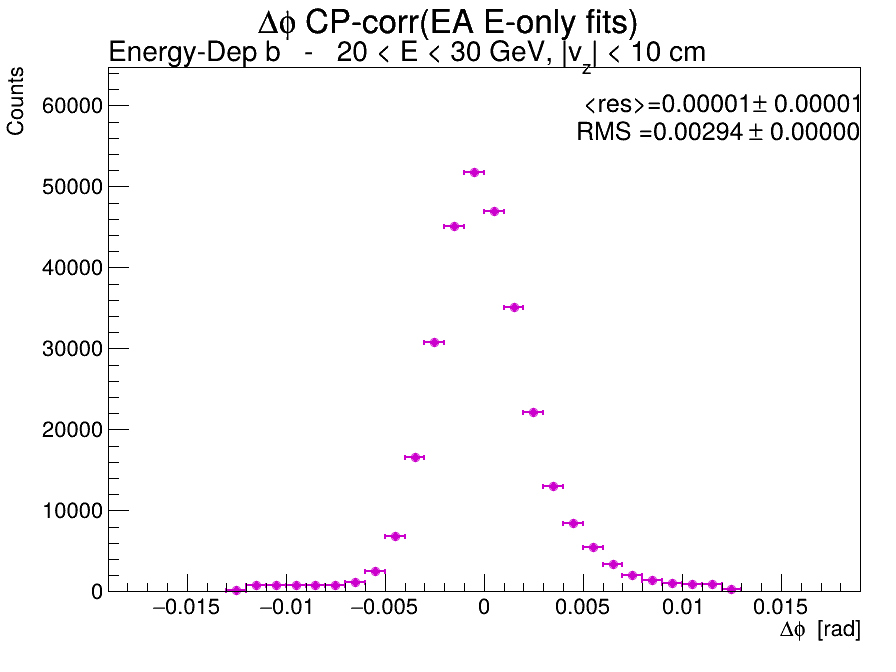 Δϕ CP-corr(EA E-only fits)
Energy-Dep b - 20 < E < 30 GeV, |v_z| < 10 cm
Counts
<res>=0.00001± 0.00001
RMS =0.00294± 0.00000
60000
50000
40000
30000
20000
10000
0
−0.015 −0.01 −0.005 0 0.005 0.01 0.015
Δϕ [rad]